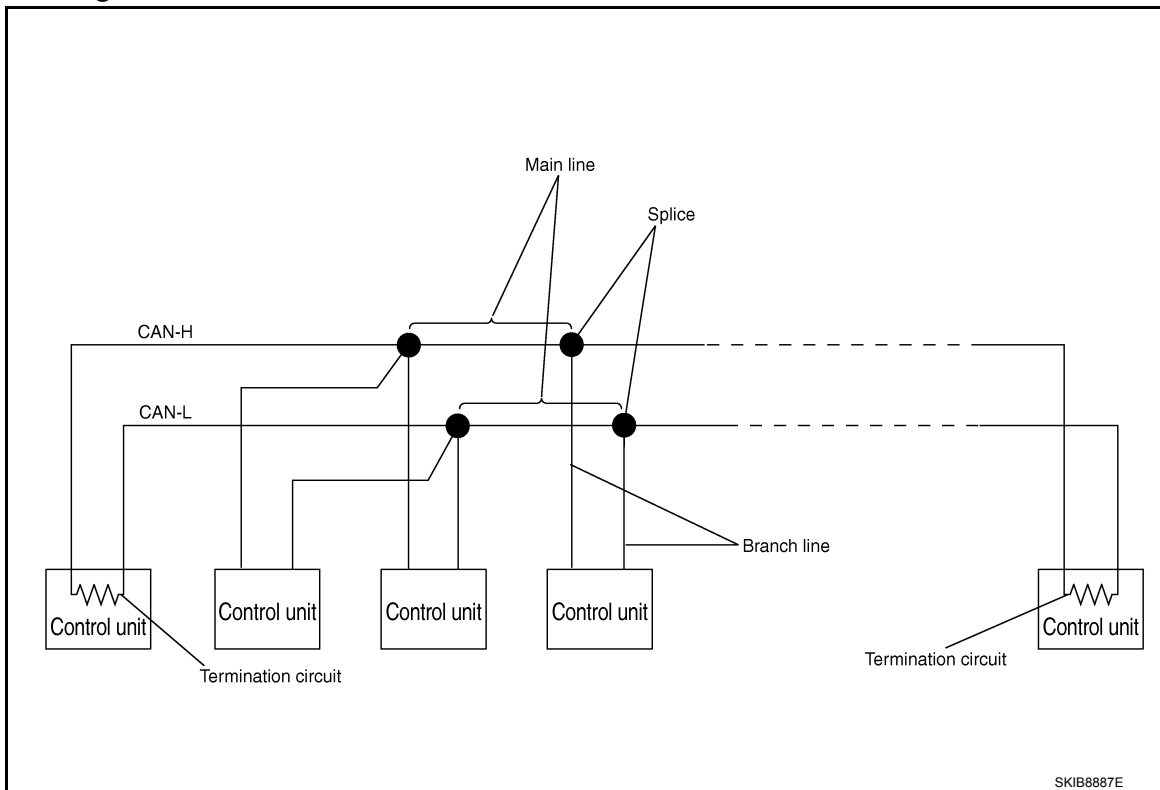 Main line
Splice
CAN-H
CAN-L
Branch line
Control unit
Control unit
Control unit
Control unit
Control unit
Termination circuit
Termination circuit
SKIB8887E